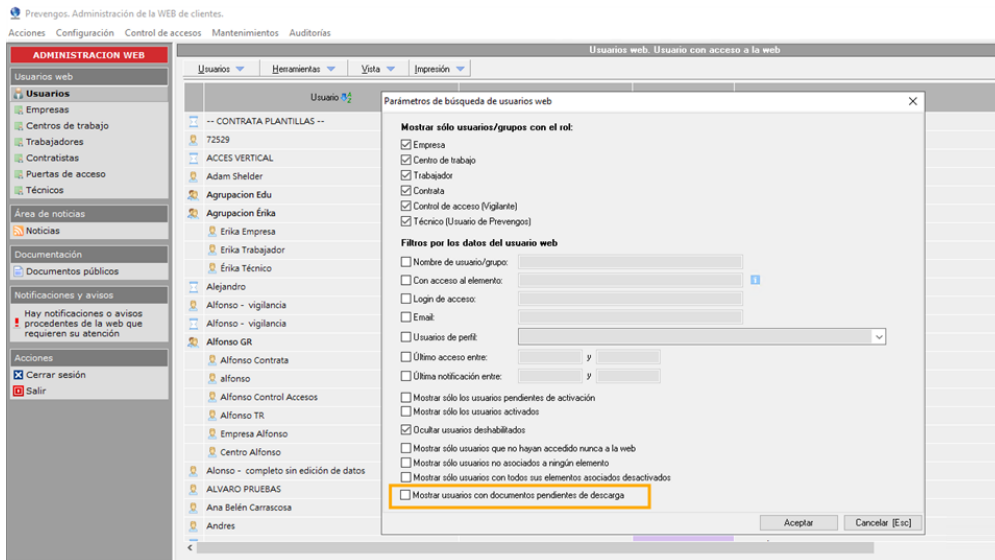 Prevengos. Administración de la WEB de clientes.
Acciones Configuración Control de accesos Mantenimientos Auditorías
ADMINISTRACION WEB
Usuarios web
Usuarios
Empresas
Centros de trabajo
Trabajadores
Contratistas
Puertas de acceso
Técnicos
Área de noticias
Noticias
Documentación
Documentos públicos
Notificaciones y avisos
Hay notificaciones o avisos
procedentes de la web que
requieren su atención
Acciones
Cerrar sesión
Salir
Usuarios web. Usuario con acceso a la web
Usuarios Herramientas Vista Impresión
Usuario
-- CONTRATA PLANTILLAS --
72529
ACCES VERTICAL
Adam Shelder
Agrupacion Edu
Agrupacion Érika
Erika Empresa
Erika Trabajador
Érika Técnico
Alejandro
Alfonso - vigilancia
Alfonso - vigilancia
Alfonso GR
Alfonso Contrata
alfonso
Alfonso Control Accesos
Alfonso TR
Empresa Alfonso
Centro Alfonso
Alonso - completo sin edición de datos
ALVARO PRUEBAS
Ana Belén Carrascosa
Andres
Parámetros de búsqueda de usuarios web
Mostrar sólo usuarios/grupos con el rol:
Empresa
Centro de trabajo
Trabajador
Contrata
Control de acceso (Vigilante)
Técnico (Usuario de Prevengos)
Filtros por los datos del usuario web
Nombre de usuario/grupo:
Con acceso al elemento:
Login de acceso:
Email:
Usuarios de perfil:
Último acceso entre: y
Última notificación entre: y
Mostrar sólo los usuarios pendientes de activación
Mostrar sólo los usuarios activados
Ocultar usuarios deshabilitados
Mostrar sólo usuarios que no hayan accedido nunca a la web
Mostrar sólo usuarios no asociados a ningún elemento
Mostrar sólo usuarios con todos sus elementos asociados desactivados
Mostrar usuarios con documentos pendientes de descarga
Aceptar Cancelar [Esc]